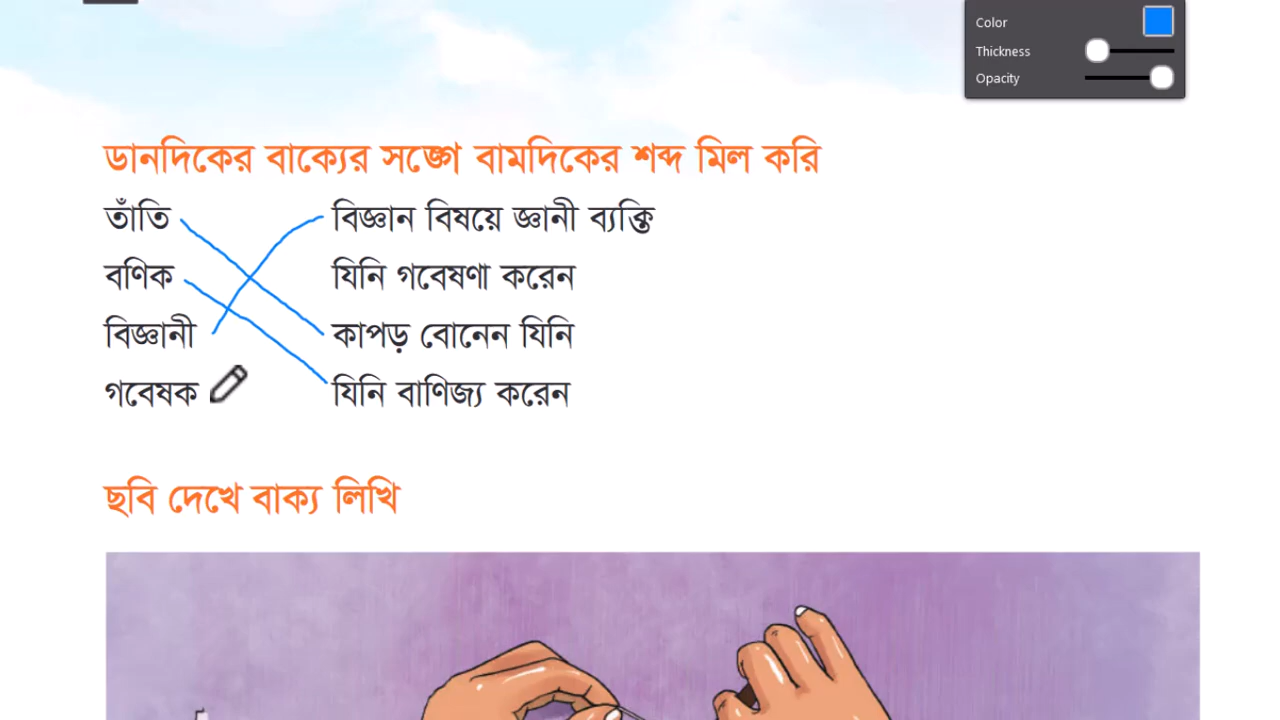 Color
Thickness
Opacity
ডানদিকের বাক্যের সঙ্গে বামদিকের শব্দ মিল করি
তাঁতি বিজ্ঞান বিষয়ে জ্ঞানী ব্যক্তি
বণিক যিনি গবেষণা করেন
বিজ্ঞানী কাপড় বোনেন যিনি
গবেষক যিনি বাণিজ্য করেন
ছবি দেখে বাক্য লিখি